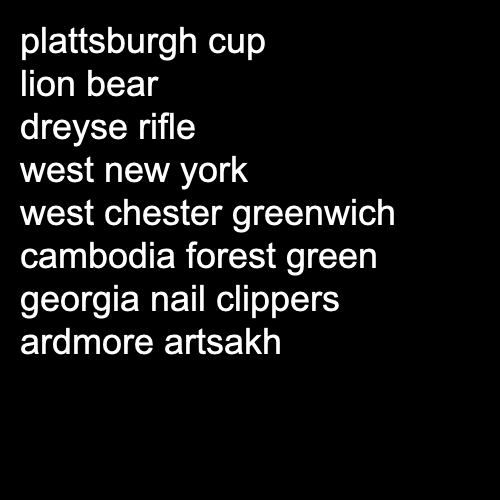 plattsburgh cup
lion bear
dreyse rifle
west new york
west chester greenwich
cambodia forest green
georgia nail clippers
ardmore artsakh